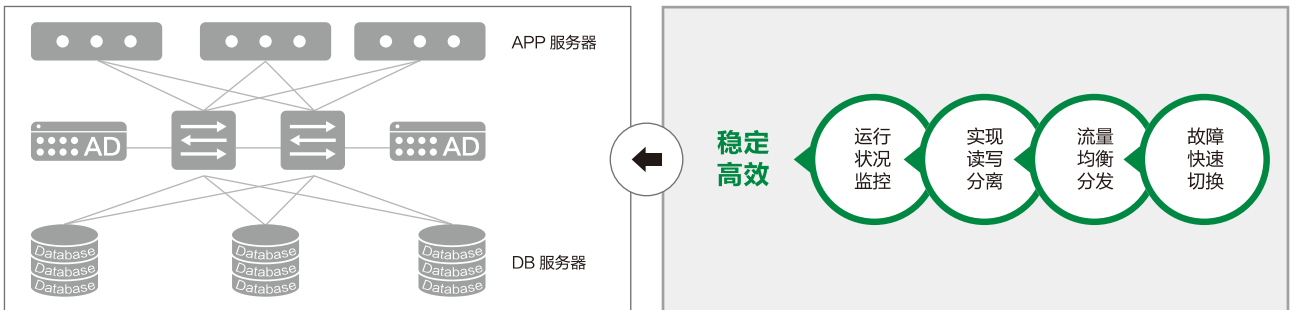 APP 服务器
AD
AD
Database
Database
Database
Database
Database
Database
Database
Database
Database
DB 服务器
稳定
高效
运行
状况
监控
实现
读写
分离
流量
均衡
分发
故障
快速
切换